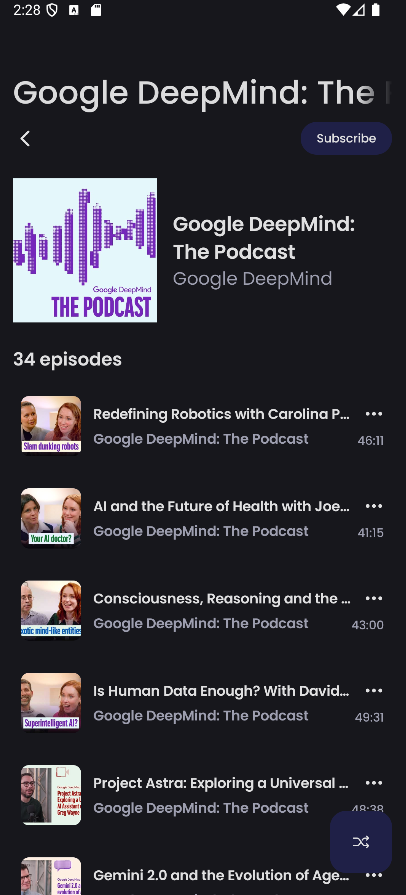 2:28
Google DeepMind: The
Subscribe
Google DeepMind
THE PODCAST
Google DeepMind:
The Podcast
Google DeepMind
34 episodes
Slam dunking robots
Redefining Robotics with Carolina P...
Google DeepMind: The Podcast
46:11
Your AI doctor?
AI and the Future of Health with Joe...
Google DeepMind: The Podcast
41:15
exotic mind-like entities
Consciousness, Reasoning and the ...
Google DeepMind: The Podcast
43:00
Superintelligent AI?
Is Human Data Enough? With David...
Google DeepMind: The Podcast
49:31
Project Astra:
Exploring a
Universal
AI Assistant
Greg Wayne
Project Astra: Exploring a Universal ...
Google DeepMind: The Podcast
48:38
Gemini 2.0
Gemini 2.0 and the Evolution of Age...